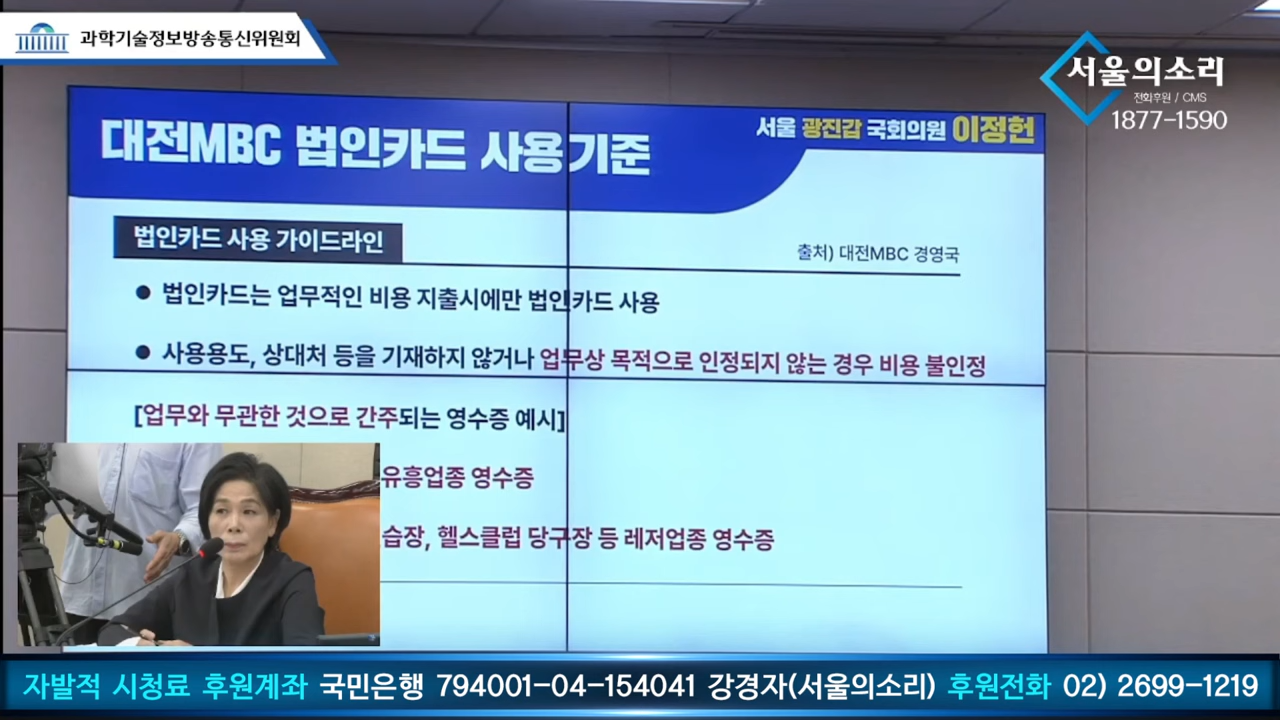 과학기술정보방송통신위원회
서울의소리
전화후원 / CMS
1877-1590
대전MBC 법인카드 사용기준
서울 광진갑 국회의원 이정헌
법인카드 사용 가이드라인
출처) 대전MBC 경영국
● 법인카드는 업무적인 비용 지출시에만 법인카드 사용
● 사용용도, 상대처 등을 기재하지 않거나 업무상 목적으로 인정되지 않는 경우 비용 불인정
[업무와 무관한 것으로 간주되는 영수증 예시]
유흥업종 영수증
습장, 헬스클럽 당구장 등 레저업종 영수증
자발적 시청료 후원계좌 국민은행 794001-04-154041 강경자(서울의소리) 후원전화 02) 2699-1219